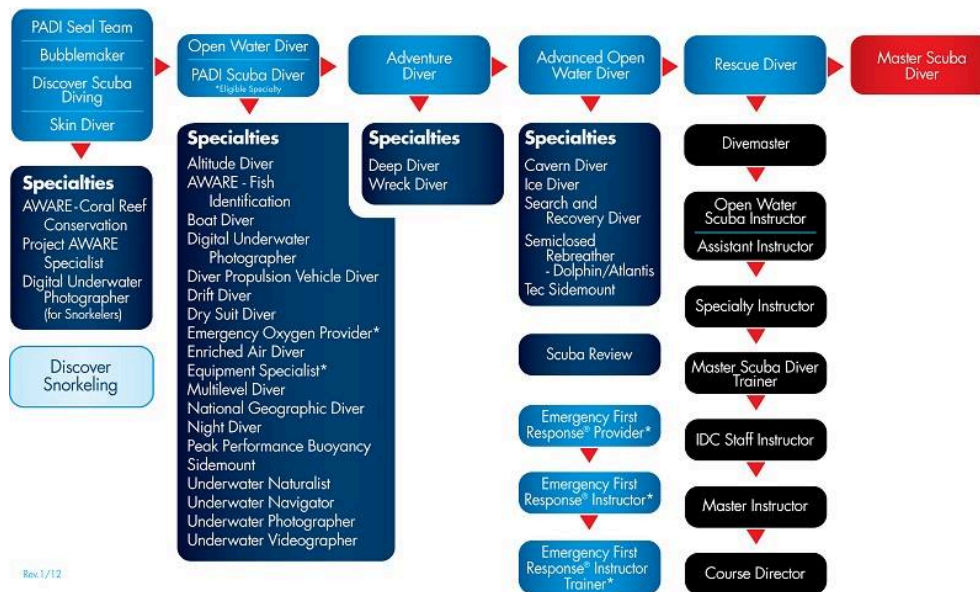 PADI Seal Team
Bubblemaker
Discover Scuba
Diving
Skin Diver
Open Water Diver
PADI Scuba Diver
*Eligible Specialty
Adventure
Diver
Advanced Open
Water Diver
Rescue Diver
Master Scuba
Diver
Specialties
AWARE-Coral Reef
Conservation
Project AWARE
Specialist
Digital Underwater
Photographer
(for Snorkelers)
Discover
Snorkeling
Specialties
Altitude Diver
AWARE - Fish
Identification
Boat Diver
Digital Underwater
Photographer
Diver Propulsion Vehicle Diver
Drift Diver
Dry Suit Diver
Emergency Oxygen Provider*
Enriched Air Diver
Equipment Specialist*
Multilevel Diver
National Geographic Diver
Night Diver
Peak Performance Buoyancy
Sidemount
Underwater Naturalist
Underwater Navigator
Underwater Photographer
Underwater Videographer
Specialties
Deep Diver
Wreck Diver
Specialties
Cavern Diver
Ice Diver
Search and
Recovery Diver
Semiclosed
Rebreather
- Dolphin/Atlantis
Tec Sidemount
Scuba Review
Emergency First
Response® Provider*
Emergency First
Response® Instructor*
Emergency First
Response® Instructor
Trainer*
Divemaster
Open Water
Scuba Instructor
Assistant Instructor
Specialty Instructor
Master Scuba Diver
Trainer
IDC Staff Instructor
Master Instructor
Course Director
Rev.1/12